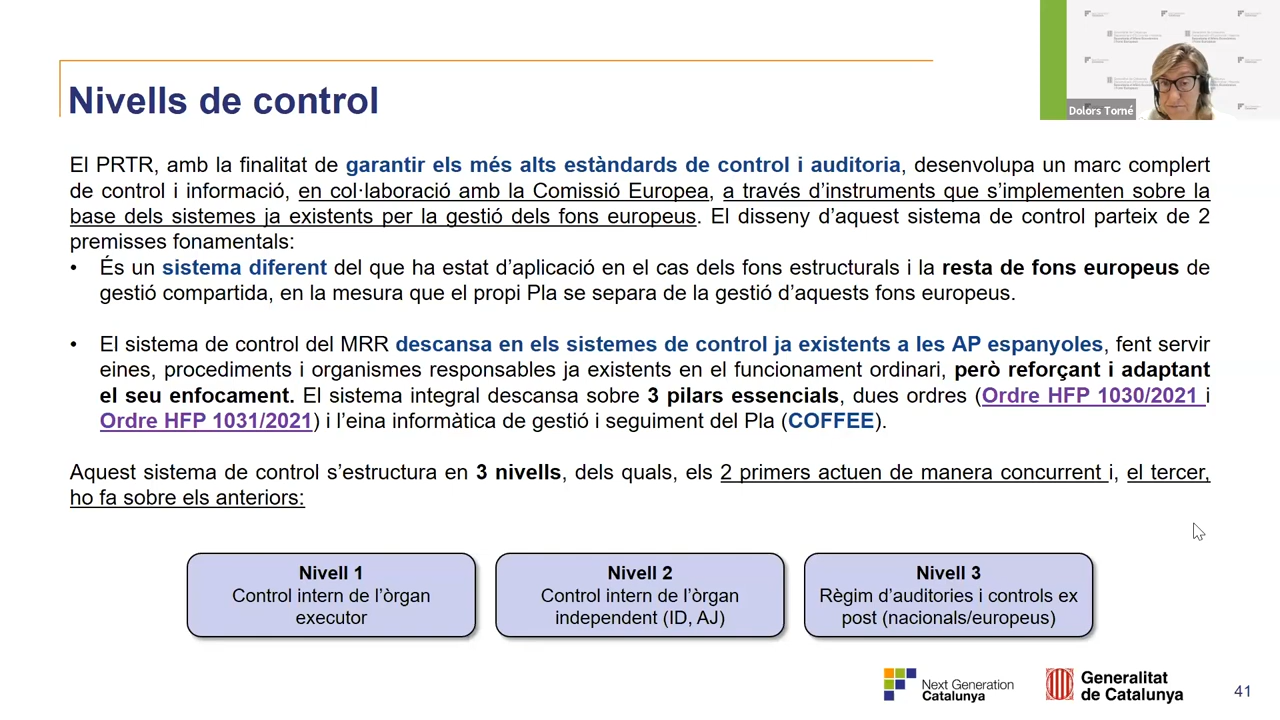 Dolors Torné
Nivells de control
El PRTR, amb la finalitat de garantir els més alts estàndards de control i auditoria, desenvolupa un marc complert
de control i informació, en col·laboració amb la Comissió Europea, a través d’instruments que s’implementen sobre la
base dels sistemes ja existents per la gestió dels fons europeus. El disseny d’aquest sistema de control parteix de 2
premisses fonamentals:
• És un sistema diferent del que ha estat d’aplicació en el cas dels fons estructurals i la resta de fons europeus de
gestió compartida, en la mesura que el propi Pla se separa de la gestió d’aquests fons europeus.
• El sistema de control del MRR descansa en els sistemes de control ja existents a les AP espanyoles, fent servir
eines, procediments i organismes responsables ja existents en el funcionament ordinari, però reforçant i adaptant
el seu enfocament. El sistema integral descansa sobre 3 pilars essencials, dues ordres (Ordre HFP 1030/2021 i
Ordre HFP 1031/2021) i l’eina informàtica de gestió i seguiment del Pla (COFFEE).
Aquest sistema de control s’estructura en 3 nivells, dels quals, els 2 primers actuen de manera concurrent i, el tercer,
ho fa sobre els anteriors:
Nivell 1
Control intern de l’òrgan
executor
Nivell 2
Control intern de l’òrgan
independent (ID, AJ)
Nivell 3
Règim d’auditories i controls ex
post (nacionals/europeus)
Next Generation
Catalunya
Generalitat
de Catalunya
41